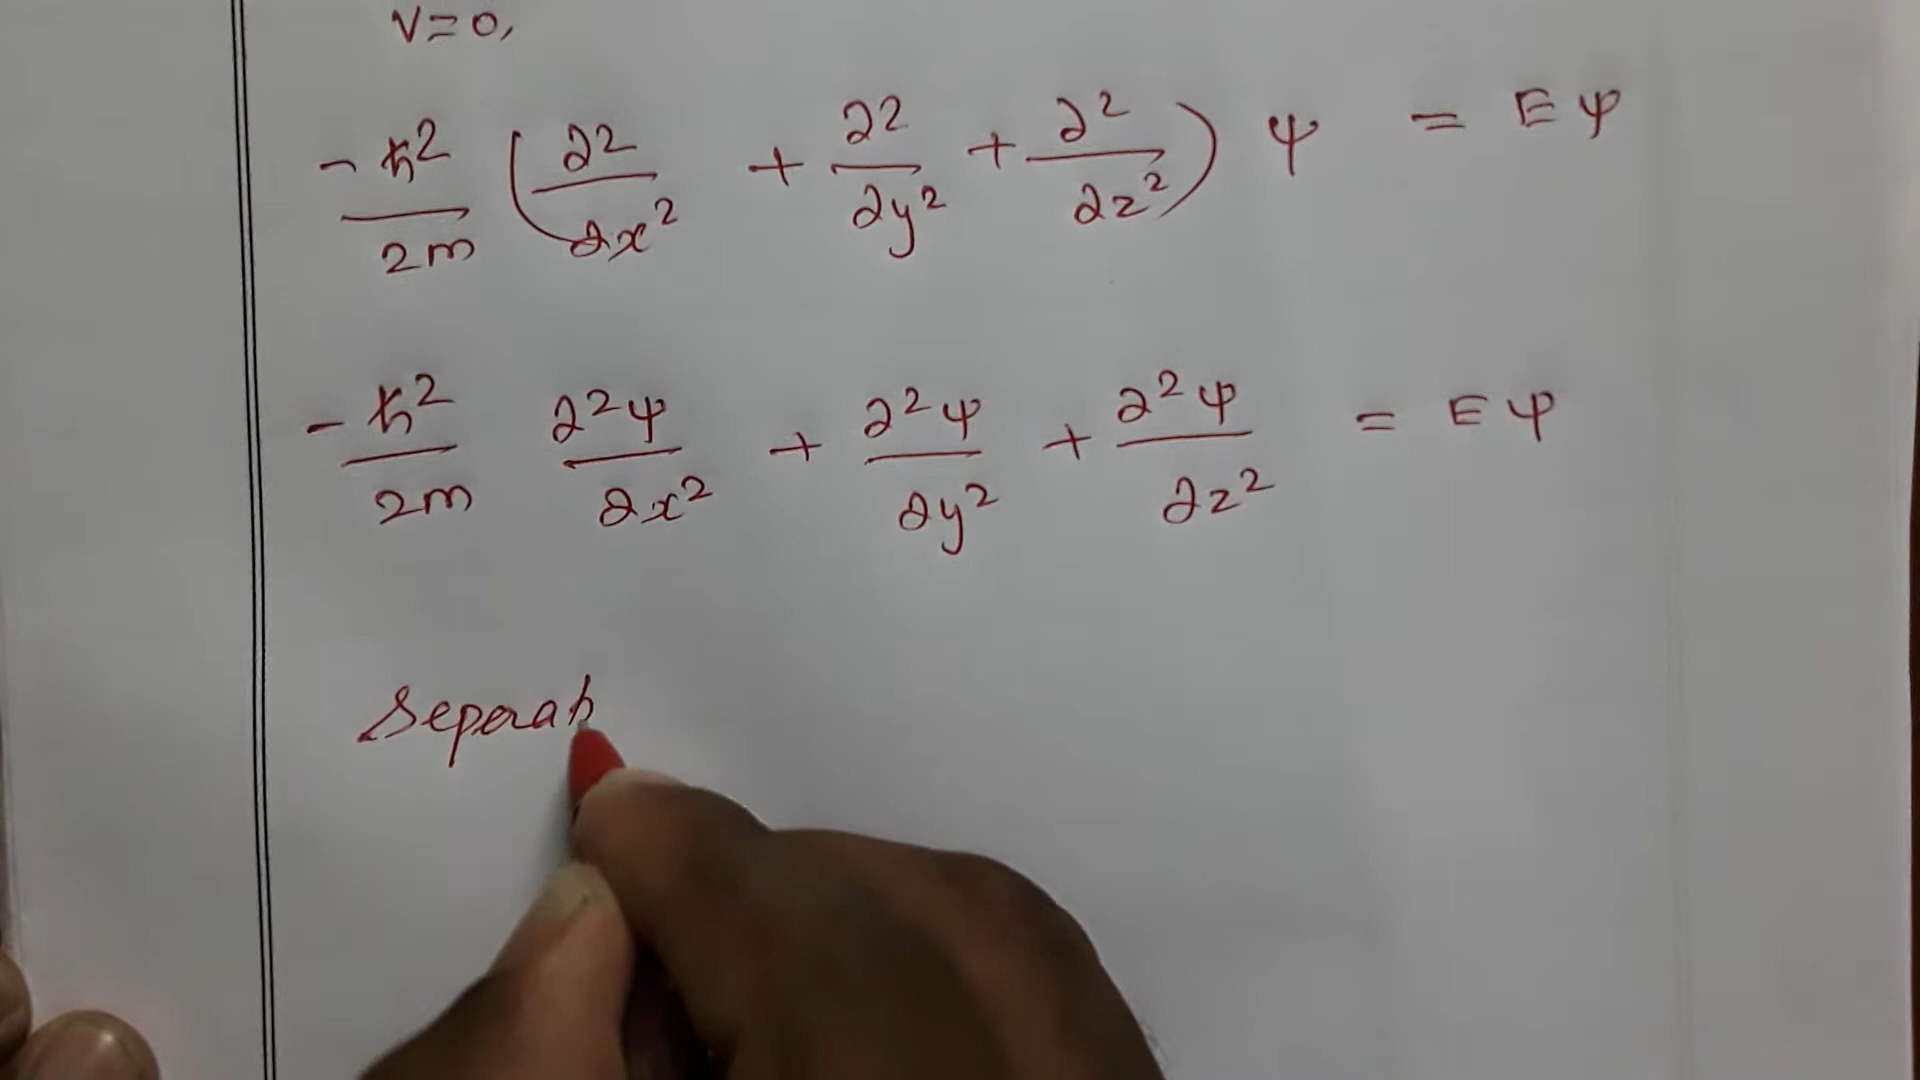 V=0,
-ħ²/2m (∂2/∂x² + ∂2/∂y² + ∂²/∂z²) ψ = Eψ
-ħ²/2m ∂²ψ/∂x² + ∂²ψ/∂y² + ∂²ψ/∂z² = Eψ
Seperat